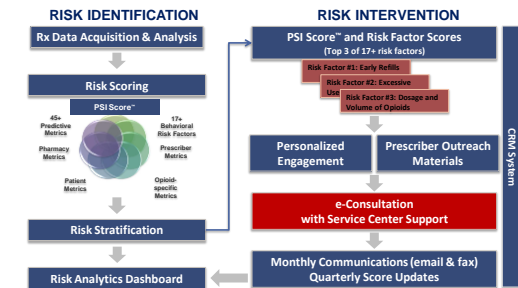 RISK IDENTIFICATION
Rx Data Acquisition & Analysis
Risk Scoring
PSI Score™
45+
Predictive
Metrics
17+
Behavioral
Risk Factors
Pharmacy
Metrics
Prescriber
Metrics
Patient
Metrics
Opioid-
specific
Metrics
Risk Stratification
Risk Analytics Dashboard
RISK INTERVENTION
PSI Score™ and Risk Factor Scores
(Top 3 of 17+ risk factors)
Risk Factor #1: Early Refills
Risk Factor #2: Excessive
Use
Risk Factor #3: Dosage and
Volume of Opioids
Personalized
Engagement
Prescriber Outreach
Materials
e-Consultation
with Service Center Support
Monthly Communications (email & fax)
Quarterly Score Updates
CRM System